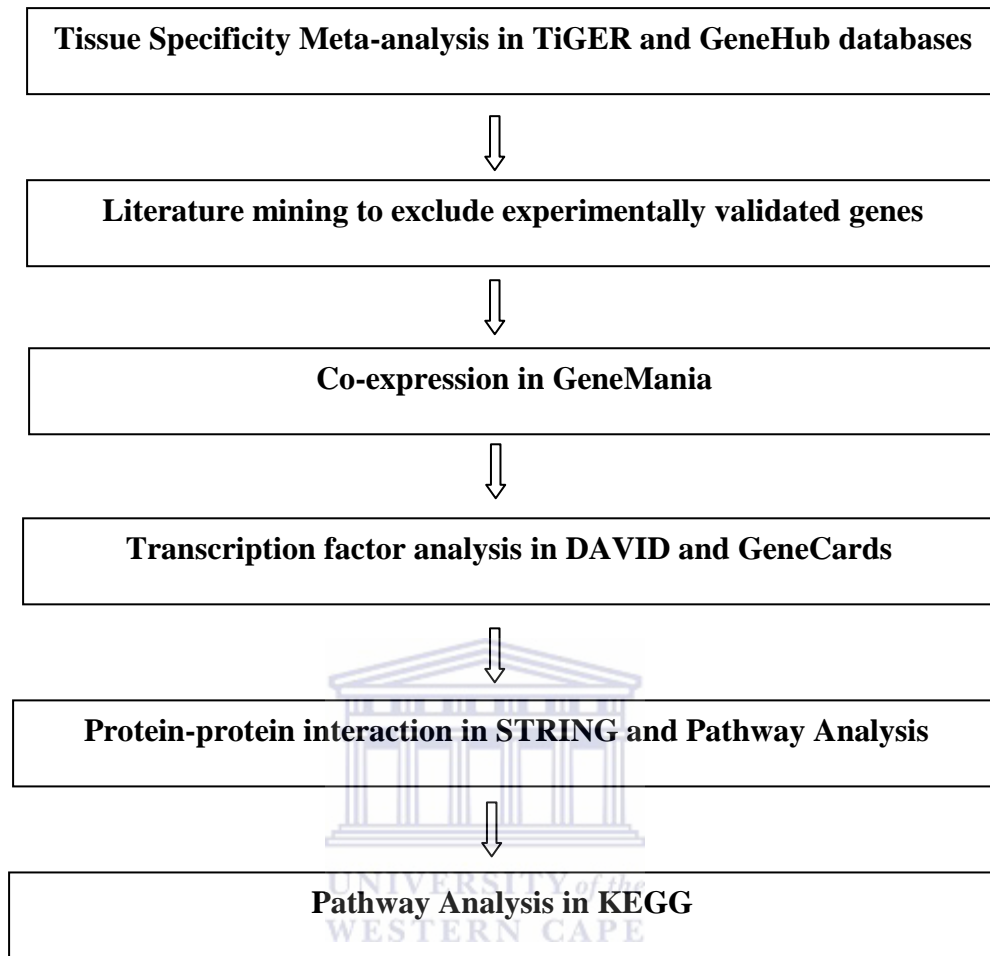 Tissue Specificity Meta-analysis in TiGER and GeneHub databases
Literature mining to exclude experimentally validated genes
Co-expression in GeneMania
Transcription factor analysis in DAVID and GeneCards
Protein-protein interaction in STRING and Pathway Analysis
Pathway Analysis in KEGG
UNIVERSITY of the
WESTERN CAPE